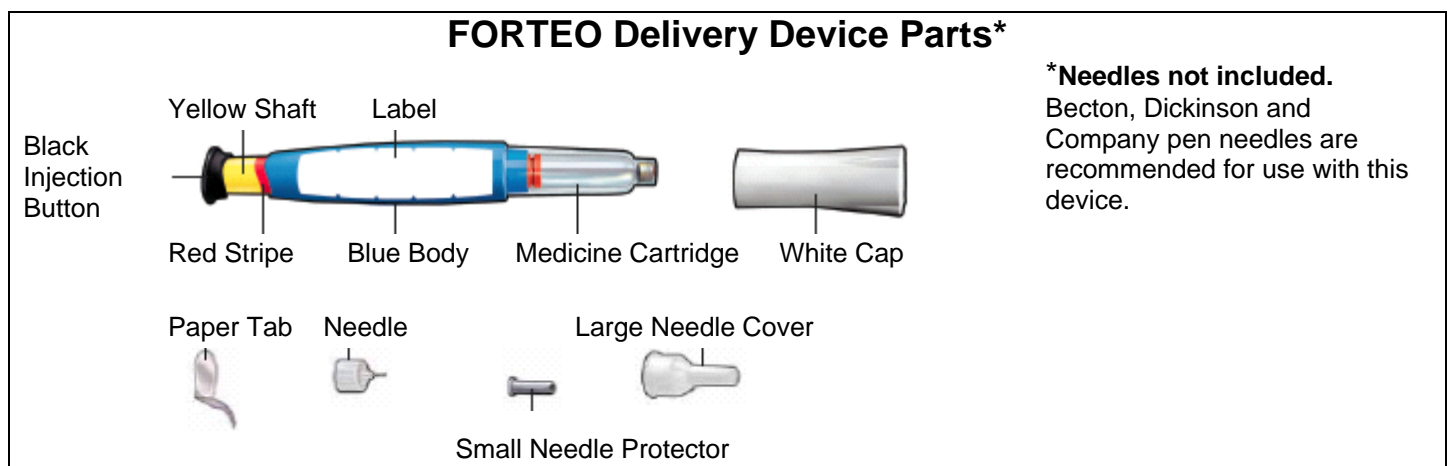 FORTEO Delivery Device Parts*
*Needles not included.
Becton, Dickinson and
Company pen needles are
recommended for use with this
device.
Yellow Shaft
Label
Black
Injection
Button
Red Stripe
Blue Body
Medicine Cartridge
White Cap
Paper Tab
Needle
Large Needle Cover
Small Needle Protector